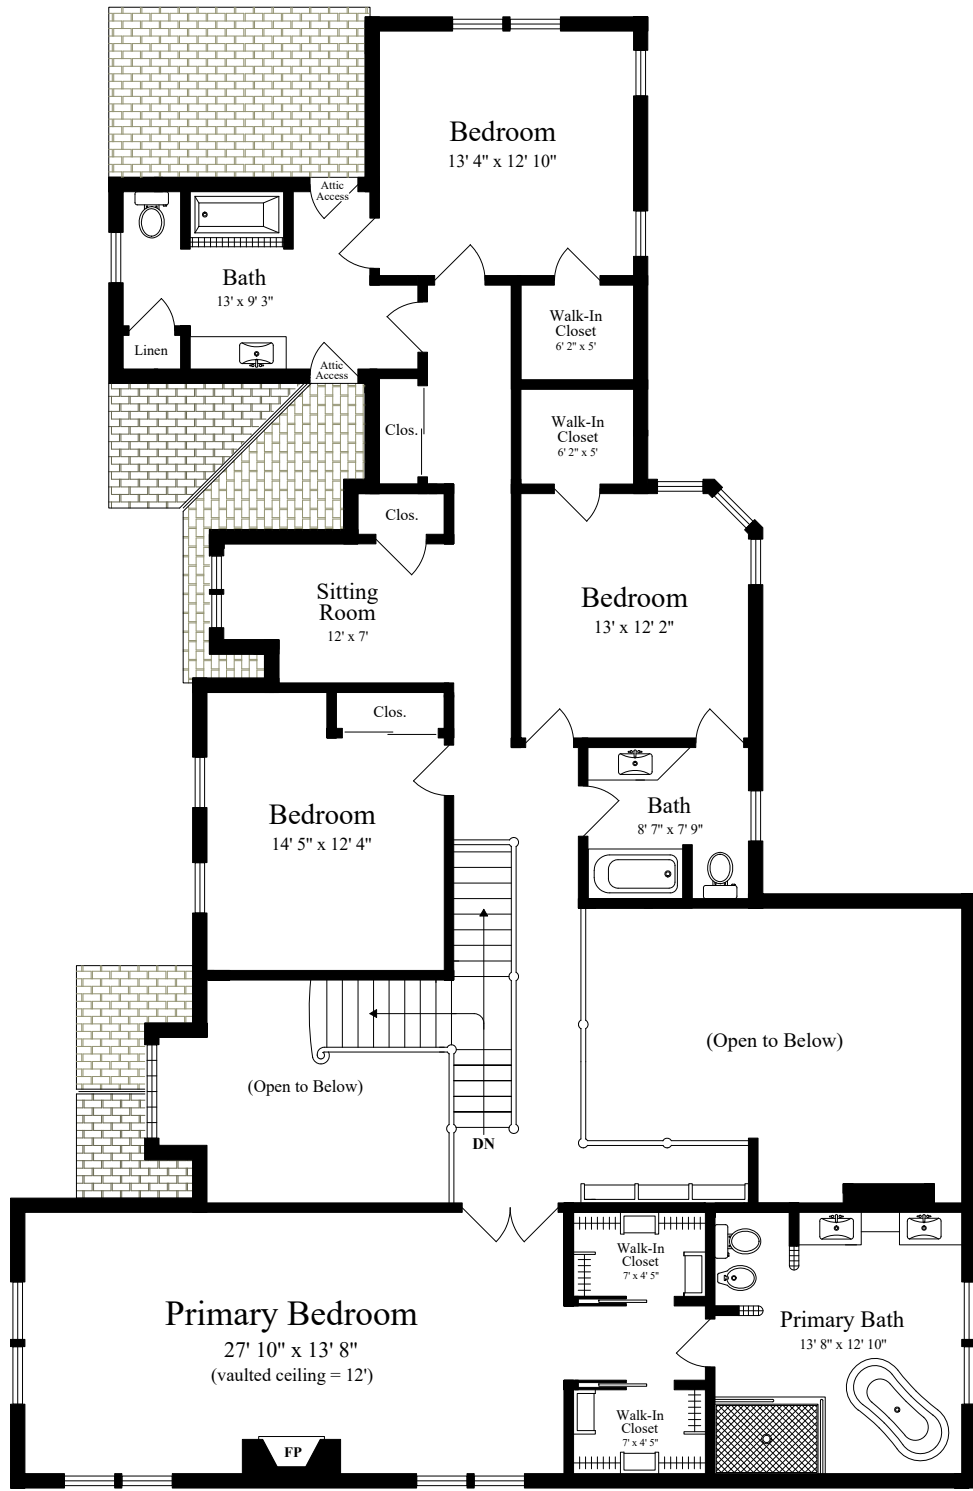 Bedroom
13' 4" x 12' 10"
Attic
Access
Bath
13' x 9' 3"
Linen
Attic
Access
Walk-In
Closet
6' 2" x 5'
Clos.
Walk-In
Closet
6' 2" x 5'
Clos.
Sitting
Room
12' x 7'
Bedroom
13' x 12' 2"
Clos.
Bedroom
14' 5" x 12' 4"
Bath
8' 7" x 7' 9"
(Open to Below)
(Open to Below)
DN
Walk-In
Closet
7' x 4' 5"
Primary Bedroom
27' 10" x 13' 8"
(vaulted ceiling = 12')
Primary Bath
13' 8" x 12' 10"
Walk-In
Closet
7' x 4' 5"
FP